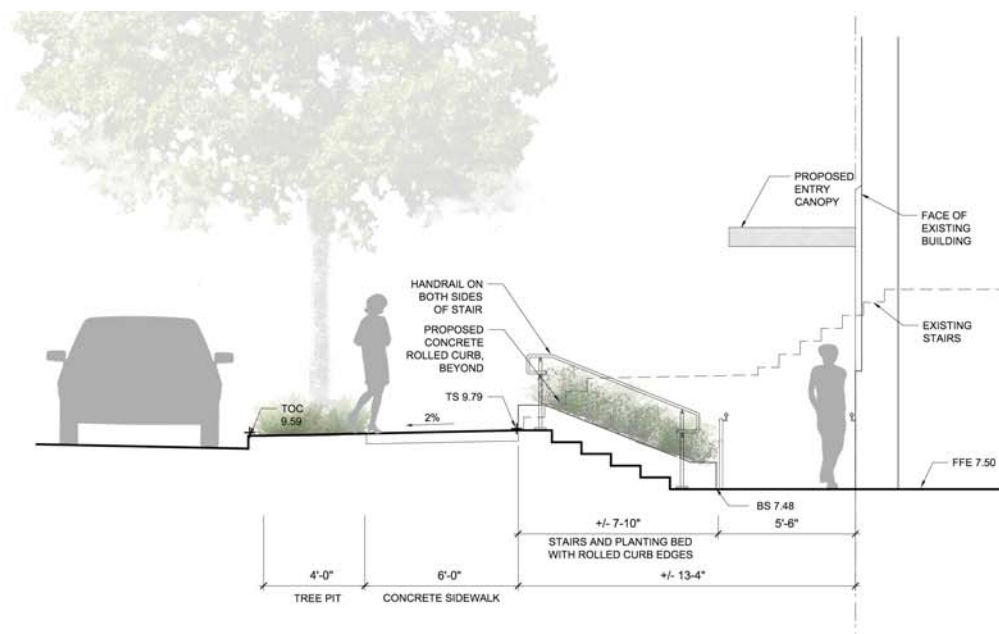 PROPOSED
ENTRY
CANOPY
FACE OF
EXISTING
BUILDING
HANDRAIL ON
BOTH SIDES
OF STAIR
PROPOSED
CONCRETE
ROLLED CURB,
BEYOND
EXISTING
STAIRS
TS 9.79
TOC
9.59
2%
FFE 7.50
BS 7.48
+/- 7-10"
5'-6"
STAIRS AND PLANTING BED
WITH ROLLED CURB EDGES
4'-0"
6'-0"
+/- 13-4"
TREE PIT
CONCRETE SIDEWALK